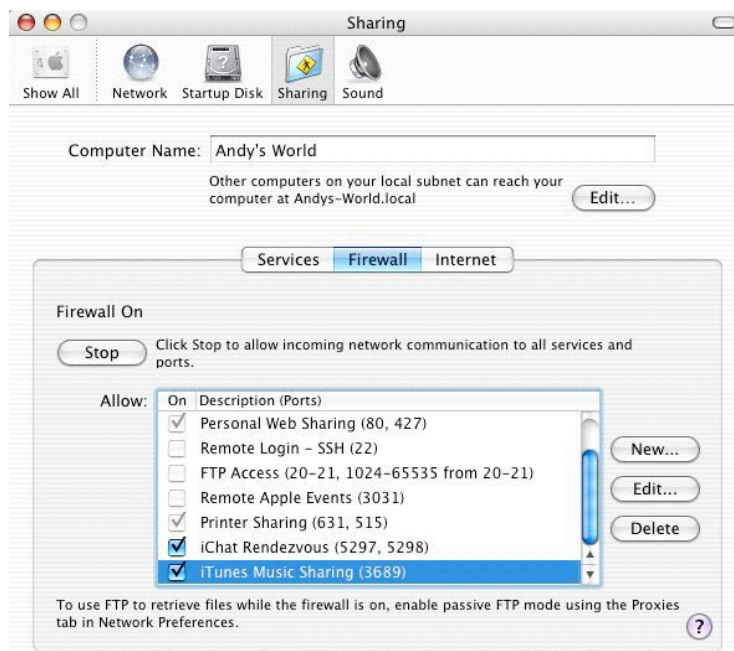 Sharing
Show All Network Startup Disk Sharing Sound
Computer Name: Andy's World
Other computers on your local subnet can reach your
computer at Andys-World.local
Edit...
Services Firewall Internet
Firewall On
Stop
Click Stop to allow incoming network communication to all services and
ports.
Allow:
On Description (Ports)
Personal Web Sharing (80, 427)
Remote Login - SSH (22)
FTP Access (20-21, 1024-65535 from 20-21)
Remote Apple Events (3031)
Printer Sharing (631, 515)
iChat Rendezvous (5297, 5298)
iTunes Music Sharing (3689)
New...
Edit...
Delete
To use FTP to retrieve files while the firewall is on, enable passive FTP mode using the Proxies
tab in Network Preferences.
?